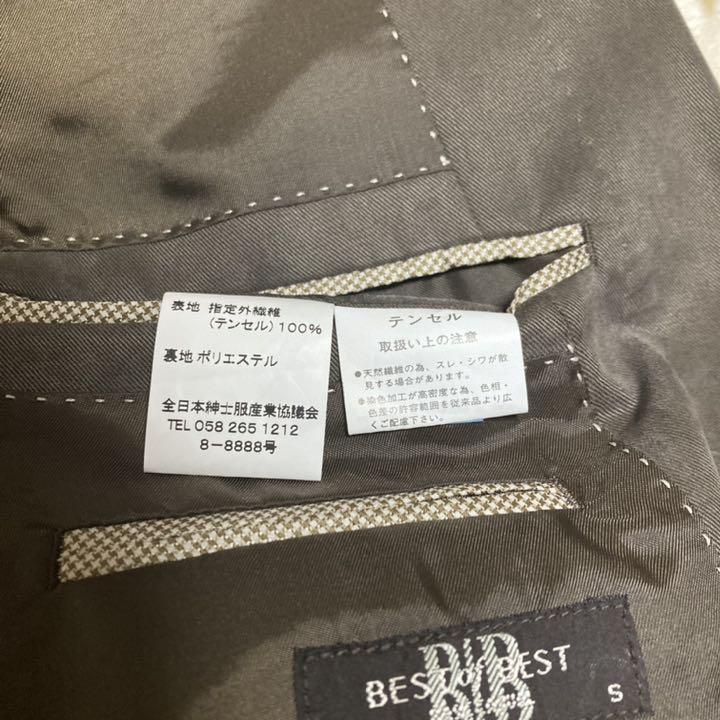 表地 指定外繊維
(テンセル) 100%
裏地 ポリエステル
全日本紳士服産業協議会
TEL 058 265 1212
8-8888号
テンセル
取扱い上の注意
●天然繊維の為、スレ・シワが散
見する場合があります。
●染色加工が高密度な為、色相・
色差の許容範囲を従来品より広
くご配慮下さい。
BEST of BEST
S